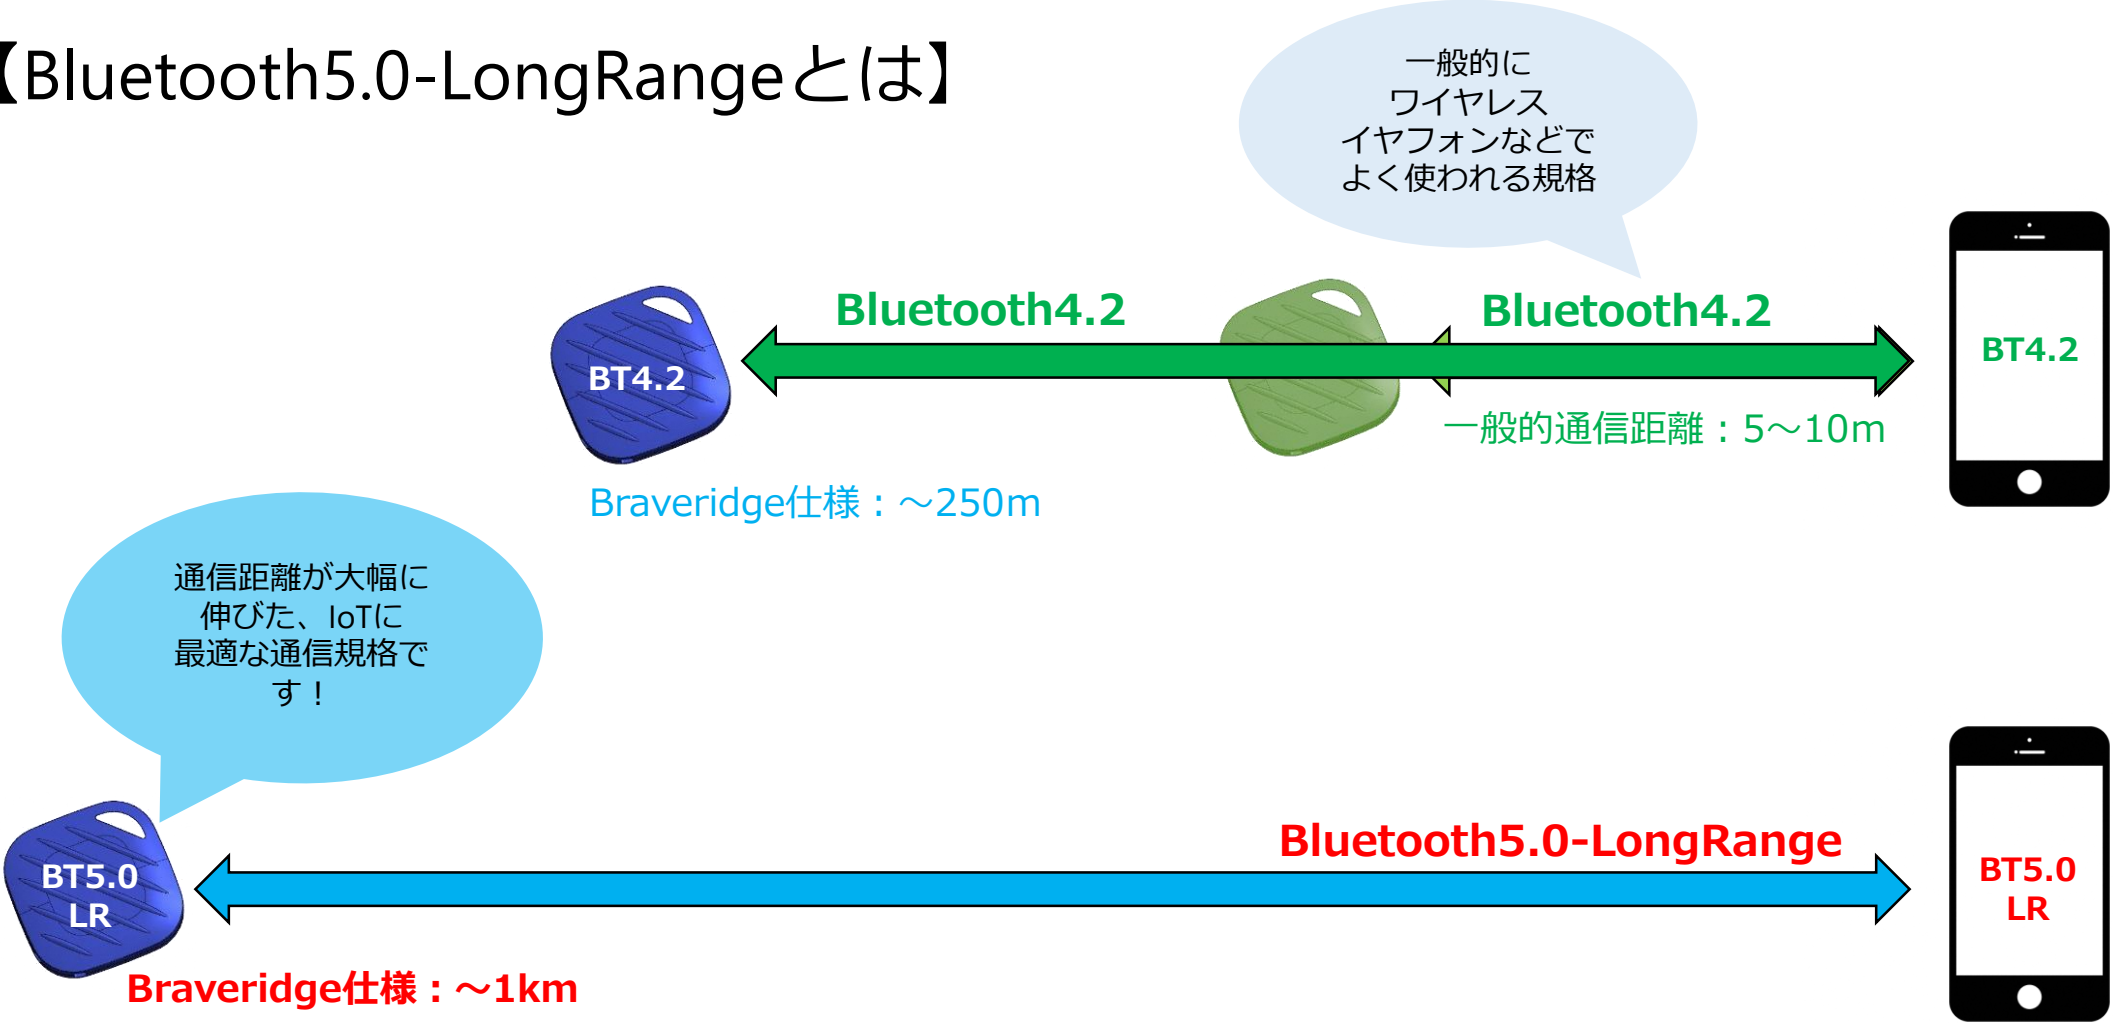 【Bluetooth5.0-LongRangeとは】
一般的に
ワイヤレス
イヤフォンなどで
よく使われる規格
Bluetooth4.2
Bluetooth4.2
BT4.2
BT4.2
一般的通信距離：5～10m
Braveridge仕様：～250m
通信距離が大幅に
伸びた、IoTに
最適な通信規格で
す！
Bluetooth5.0-LongRange
BT5.0
LR
BT5.0
LR
Braveridge仕様：～1km